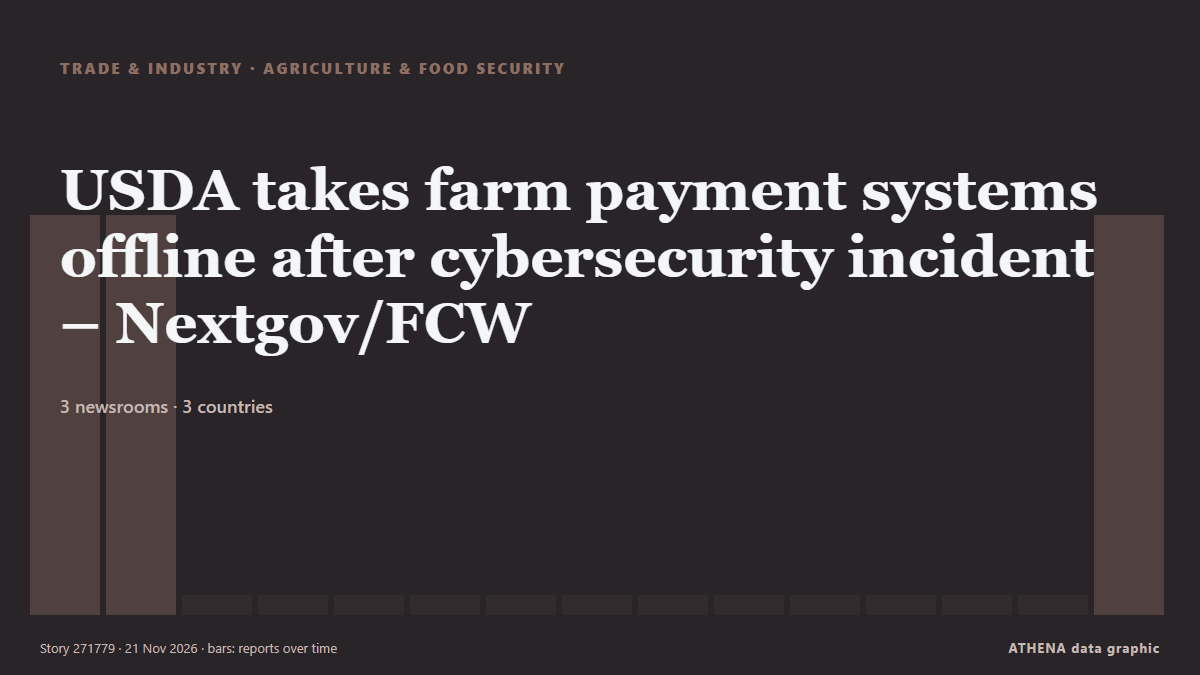 TRADE & INDUSTRY · AGRICULTURE & FOOD SECURITY
USDA takes farm payment systems
offline after cybersecurity incident
– Nextgov/FCW
3 newsrooms · 3 countries
Story 271779 · 21 Nov 2026 · bars: reports over time
ATHENA data graphic